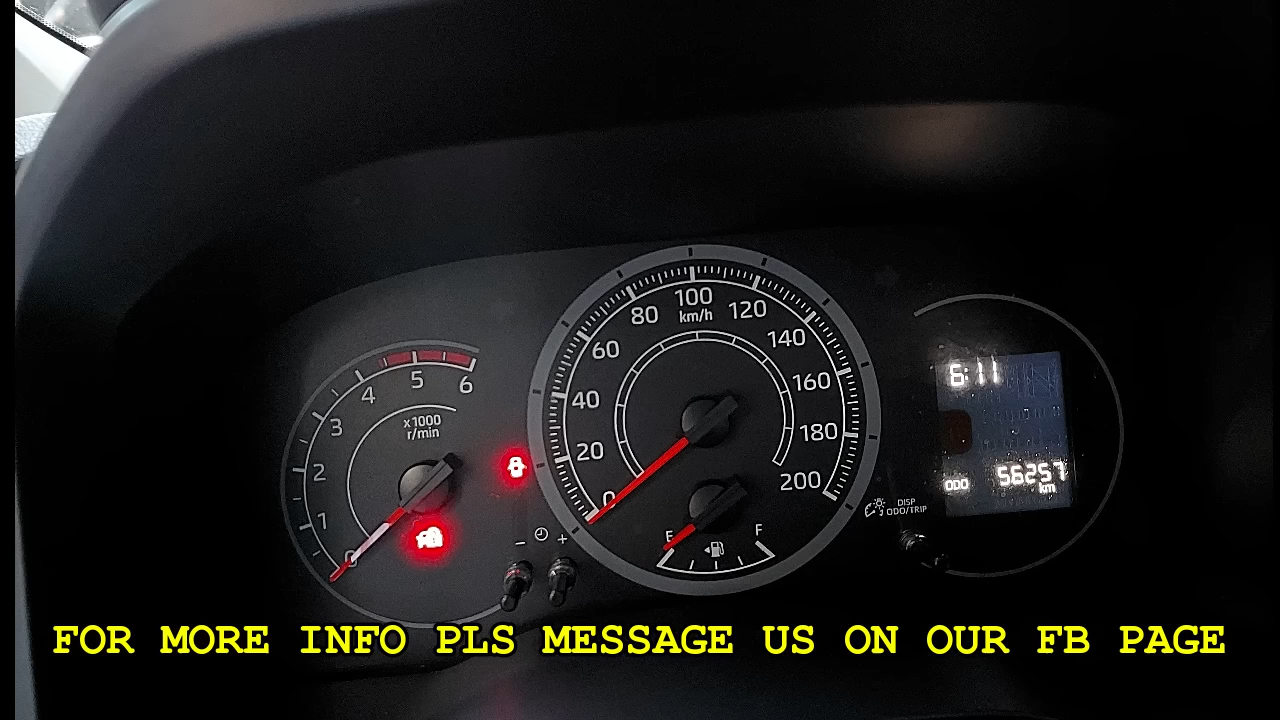 0
1
2
3
4
5
6
x1000
r/min
0
20
40
60
80
100
km/h
120
140
160
180
200
E
F
- +
DISP
ODO/TRIP
6:11
ODO 56257
km
FOR MORE INFO PLS MESSAGE US ON OUR FB PAGE